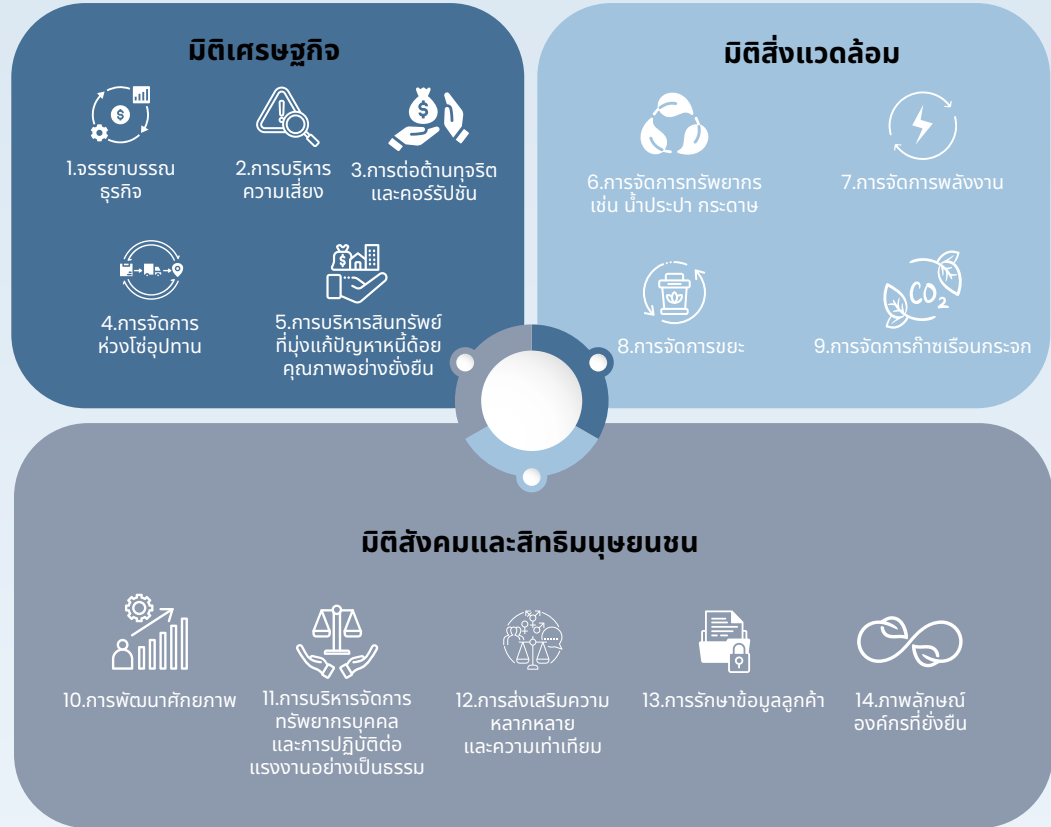 มิติเศรษฐกิจ
1.จรรยาบรรณ
ธุรกิจ
2.การบริหาร
ความเสี่ยง
3.การต่อต้านทุจริต
และคอร์รัปชั่น
4.การจัดการ
ห่วงโซ่อุปทาน
5.การบริหารสินทรัพย์
ที่มุ่งแก้ปัญหาหนี้ด้อย
คุณภาพอย่างยั่งยืน
มิติสิ่งแวดล้อม
6.การจัดการทรัพยากร
เช่น น้ำประปา กระดาษ
7.การจัดการพลังงาน
8.การจัดการขยะ
CO2
9.การจัดการก๊าซเรือนกระจก
มิติสังคมและสิทธิมนุษยนชน
10.การพัฒนาศักยภาพ
11.การบริหารจัดการ
ทรัพยากรบุคคล
และการปฏิบัติต่อ
แรงงานอย่างเป็นธรรม
12.การส่งเสริมความ
หลากหลาย
และความเท่าเทียม
13.การรักษาข้อมูลลูกค้า
14.ภาพลักษณ์
องค์กรที่ยั่งยืน